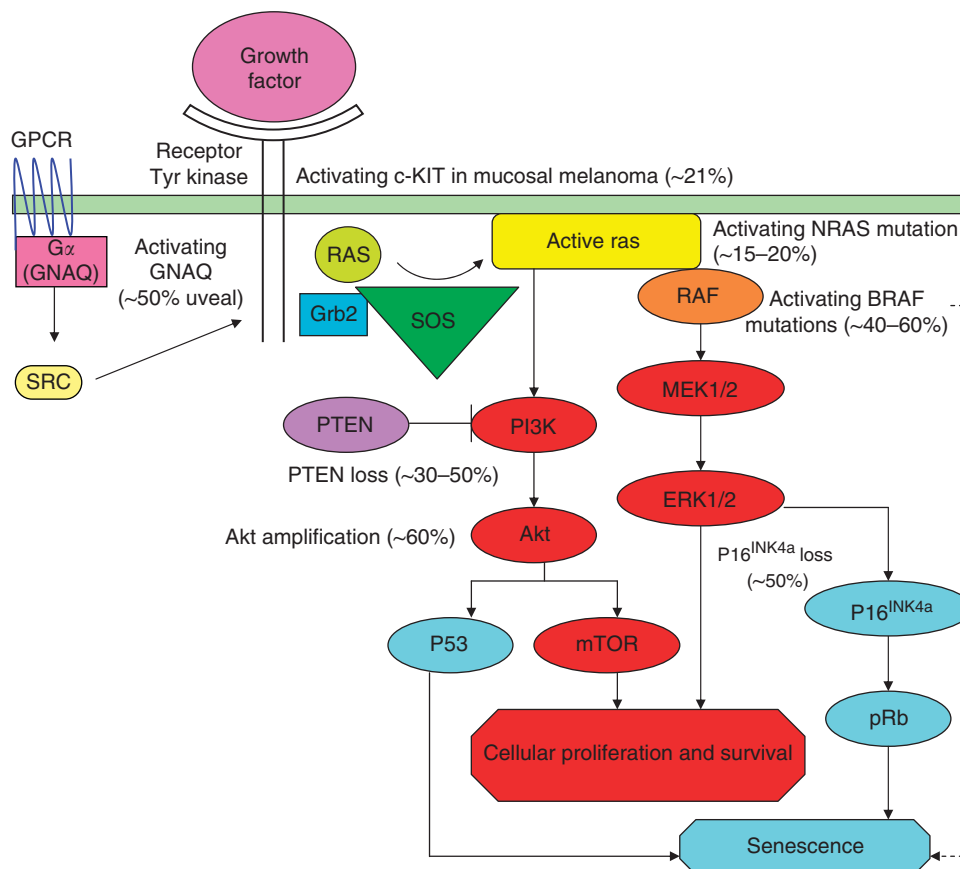 Growth
factor
GPCR
Receptor
Tyr kinase
Activating c-KIT in mucosal melanoma (~21%)
Gα
(GNAQ)
Activating
GNAQ
(~50% uveal)
RAS
Active ras
Activating NRAS mutation
(~15–20%)
Grb2
SOS
RAF
Activating BRAF
mutations (~40–60%)
SRC
MEK1/2
PTEN
PI3K
PTEN loss (~30–50%)
ERK1/2
Akt amplification (~60%)
Akt
P16INK4a loss
(~50%)
P16INK4a
P53
mTOR
pRb
Cellular proliferation and survival
Senescence